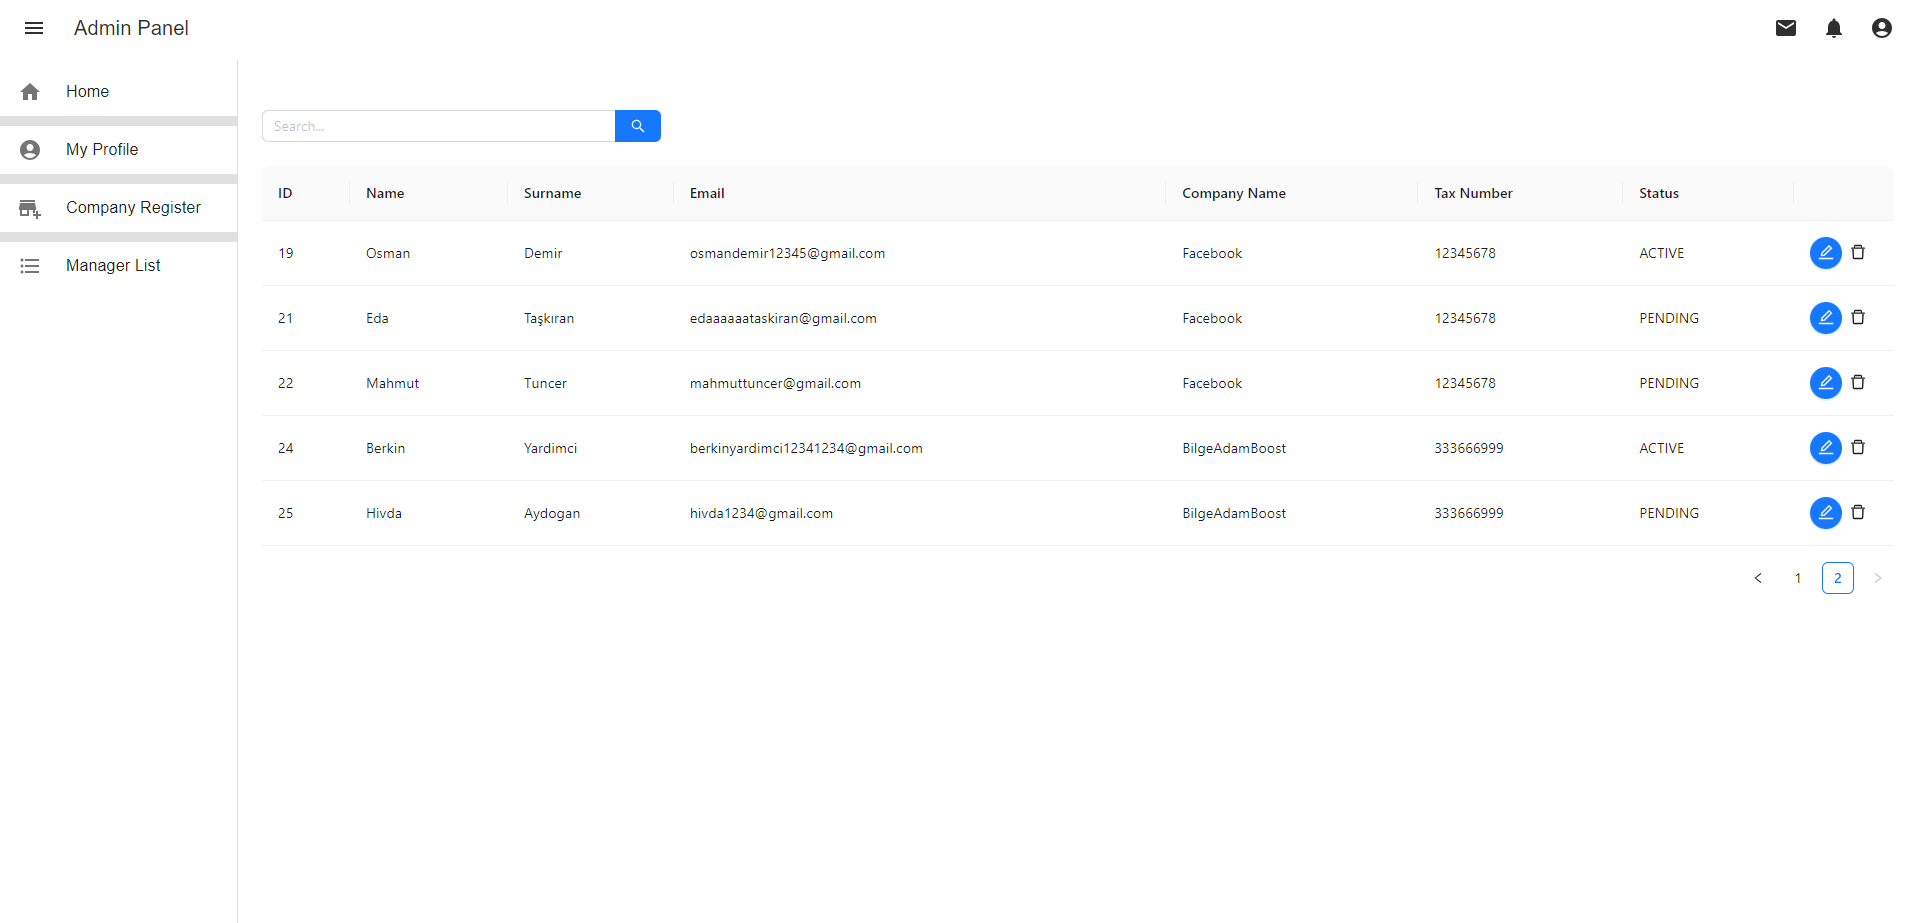 Admin Panel
Home
My Profile
Company Register
Manager List
Search...
ID Name Surname Email Company Name Tax Number Status
19 Osman Demir osmandemir12345@gmail.com Facebook 12345678 ACTIVE
21 Eda Taşkıran edaaaaaataskiran@gmail.com Facebook 12345678 PENDING
22 Mahmut Tuncer mahmuttuncer@gmail.com Facebook 12345678 PENDING
24 Berkin Yardimci berkinyardimci12341234@gmail.com BilgeAdamBoost 333666999 ACTIVE
25 Hivda Aydogan hivda1234@gmail.com BilgeAdamBoost 333666999 PENDING
1 2